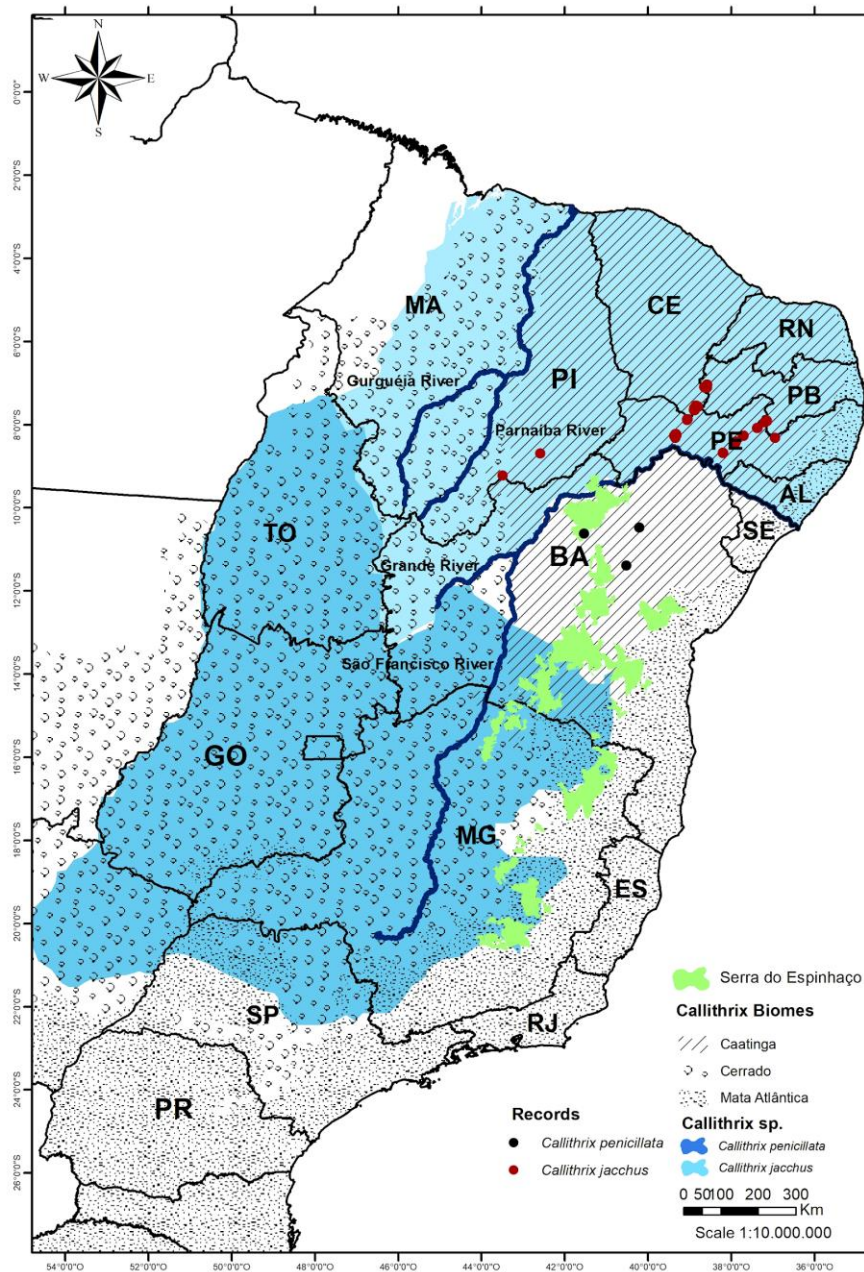 N
W E
S
0°0'0"
2°0'0"S
4°0'0"S
6°0'0"S
8°0'0"S
10°0'0"S
12°0'0"S
14°0'0"S
16°0'0"S
18°0'0"S
20°0'0"S
22°0'0"S
24°0'0"S
26°0'0"S
MA
CE
RN
Gurguéia River
PI
PB
Parnaiba River
PE
AL
TO
SE
BA
Grande River
São Francisco River
GO
MG
ES
SP
RJ
PR
Serra do Espinhaço
Callithrix Biomes
Caatinga
Cerrado
Mata Atlântica
Records
Callithrix penicillata
Callithrix jacchus
Callithrix sp.
Callithrix penicillata
Callithrix jacchus
0 50 100 200 300
Km
Scale 1:10.000.000
54°0'0"O 52°0'0"O 50°0'0"O 48°0'0"O 46°0'0"O 44°0'0"O 42°0'0"O 40°0'0"O 38°0'0"O 36°0'0"O